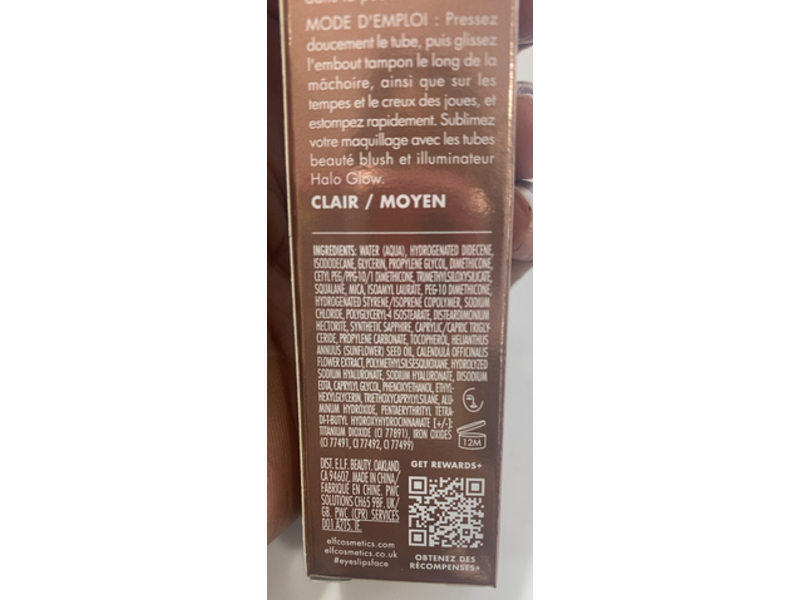 MODE D'EMPLOI : Pressez
doucement le tube, puis glissez
l'embout tampon le long de la
mâchoire, ainsi que sur les
tempes et le creux des joues, et
estompez rapidement. Sublimez
votre maquillage avec les tubes
beauté blush et illuminateur
Halo Glow.
CLAIR / MOYEN
INGREDIENTS: WATER (AQUA), HYDROGENATED DIDECENE,
ISODODECANE, GLYCERIN, PROPYLENE GLYCOL, DIMETHICONE,
CETYL PEG/PPG-10/1 DIMETHICONE, TRIMETHYLSILOXYSILICATE,
SQUALANE, MICA, ISOAMYL LAURATE, PEG-10 DIMETHICONE,
HYDROGENATED STYRENE/ISOPRENE COPOLYMER, SODIUM
CHLORIDE, POLYGLYCERYL-4 ISOSTEARATE, DISTEARDIMONIUM
HECTORITE, SYNTHETIC SAPPHIRE, CAPRYLIC/CAPRIC TRIGLY-
CERIDE, PROPYLENE CARBONATE, TOCOPHEROL, HELIANTHUS
ANNUUS (SUNFLOWER) SEED OIL, CALENDULA OFFICINALIS
FLOWER EXTRACT, POLYMETHYLSILSESQUIOXANE, HYDROLYZED
SODIUM HYALURONATE, SODIUM HYALURONATE, DISODIUM
EDTA, CAPRYLYL GLYCOL, PHENOXYETHANOL, ETHYL-
HEXYLGLYCERIN, TRIETHOXYCAPRYLYLSILANE, ALU-
MINUM HYDROXIDE, PENTAERYTHRITYL TETRA-
DI-T-BUTYL HYDROXYHYDROCINNAMATE [+/-]:
TITANIUM DIOXIDE (CI 77891), IRON OXIDES
(CI 77491, CI 77492, CI 77499)
12M
DIST. E.L.F. BEAUTY. OAKLAND,
CA 94607. MADE IN CHINA/
FABRIQUÉ EN CHINE. PWC
SOLUTIONS CH65 9BF. UK/
GB. PWC (CPR) SERVICES
D01 A2T5. IE.
elfcosmetics.com
elfcosmetics.co.uk
#eyeslipsface
GET REWARDS+
OBTENEZ DES
RÉCOMPENSES+